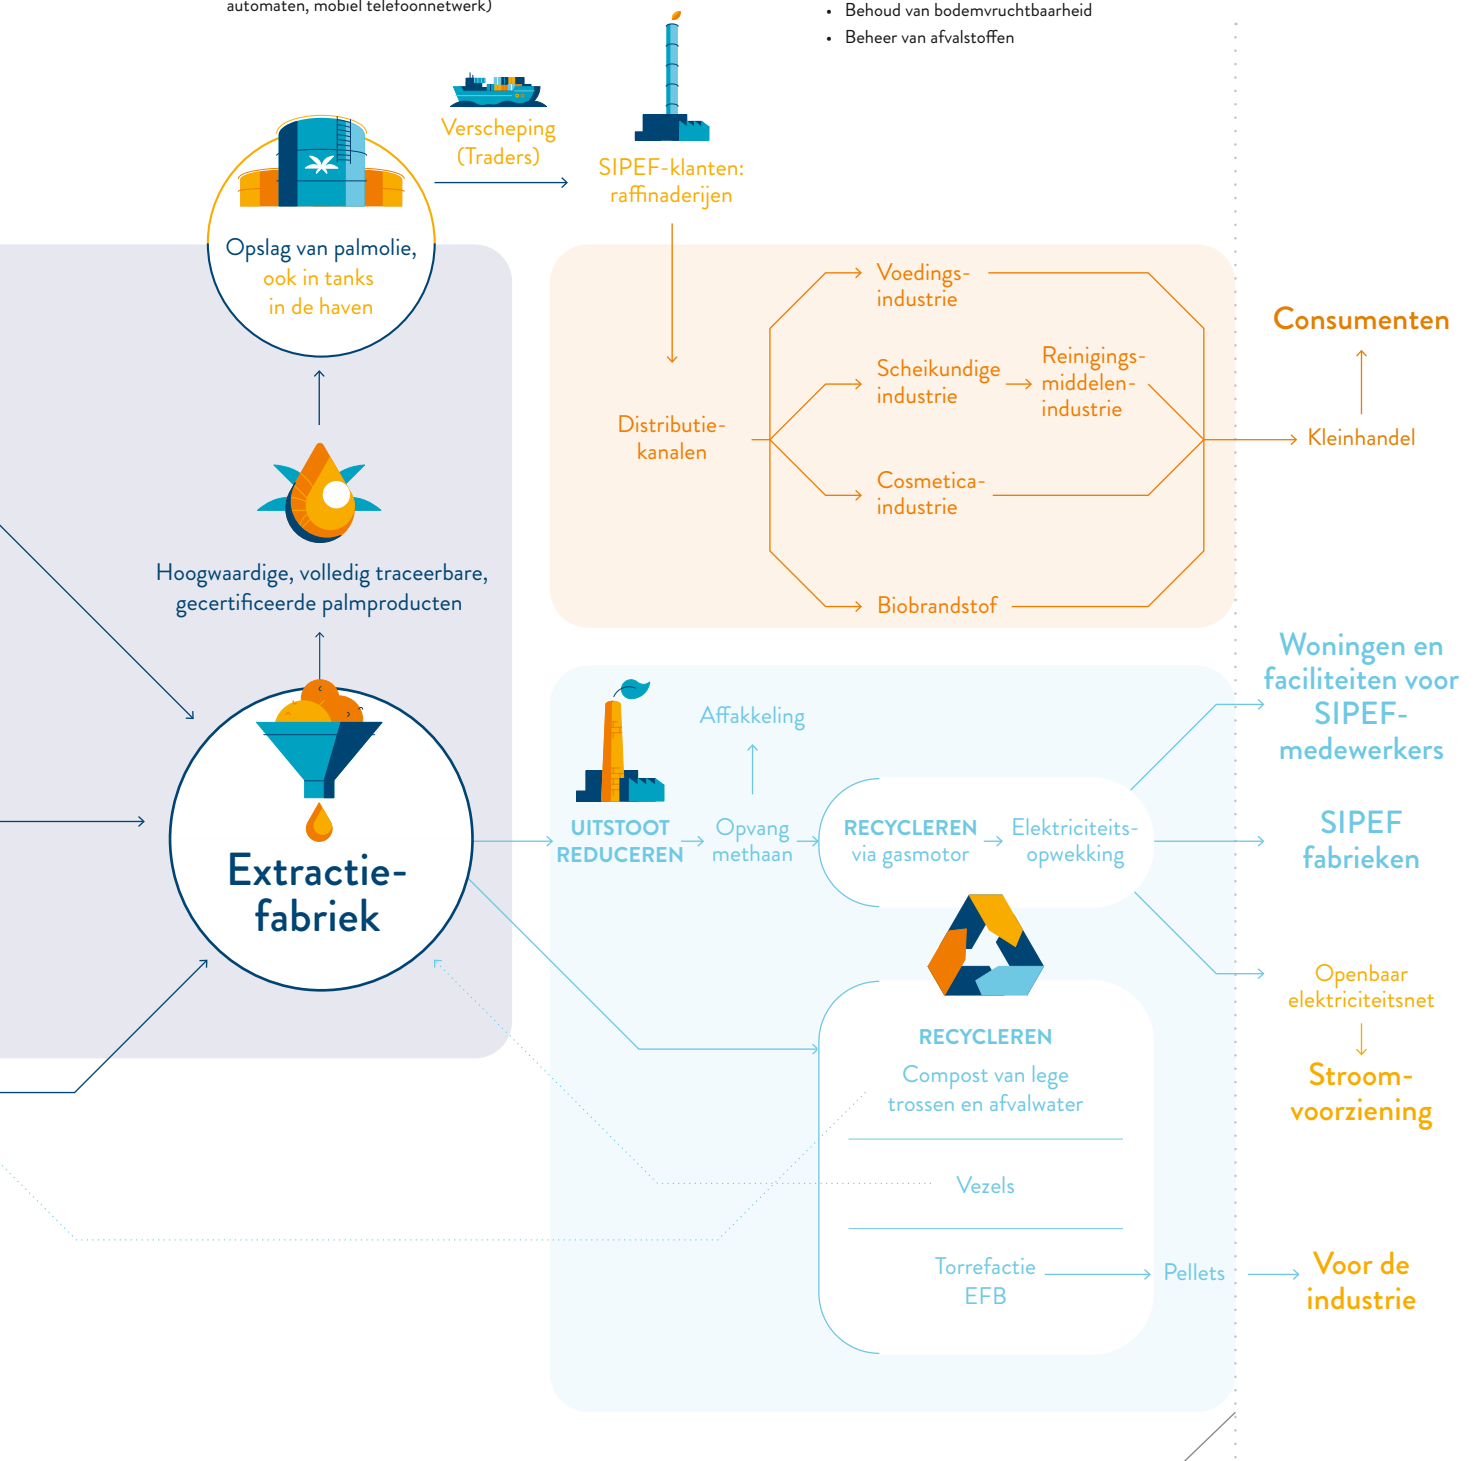 automaten, mobiel telefoonnetwerk)
• Behoud van bodemvruchtbaarheid
• Beheer van afvalstoffen
Verscheping
(Traders)
SIPEF-klanten:
raffinaderijen
Opslag van palmolie,
ook in tanks
in de haven
Hoogwaardige, volledig traceerbare,
gecertificeerde palmproducten
Extractie-
fabriek
Distributie-
kanalen
Voedings-
industrie
Scheikundige
industrie
Reinigings-
middelen-
industrie
Cosmetica-
industrie
Biobrandstof
Consumenten
Kleinhandel
UITSTOOT
REDUCEREN
Affakkeling
Opvang
methaan
RECYCLEREN
via gasmotor
Elektriciteits-
opwekking
Woningen en
faciliteiten voor
SIPEF-
medewerkers
SIPEF
fabrieken
Openbaar
elektriciteitsnet
Stroom-
voorziening
RECYCLEREN
Compost van lege
trossen en afvalwater
Vezels
Torrefactie
EFB
Pellets
Voor de
industrie